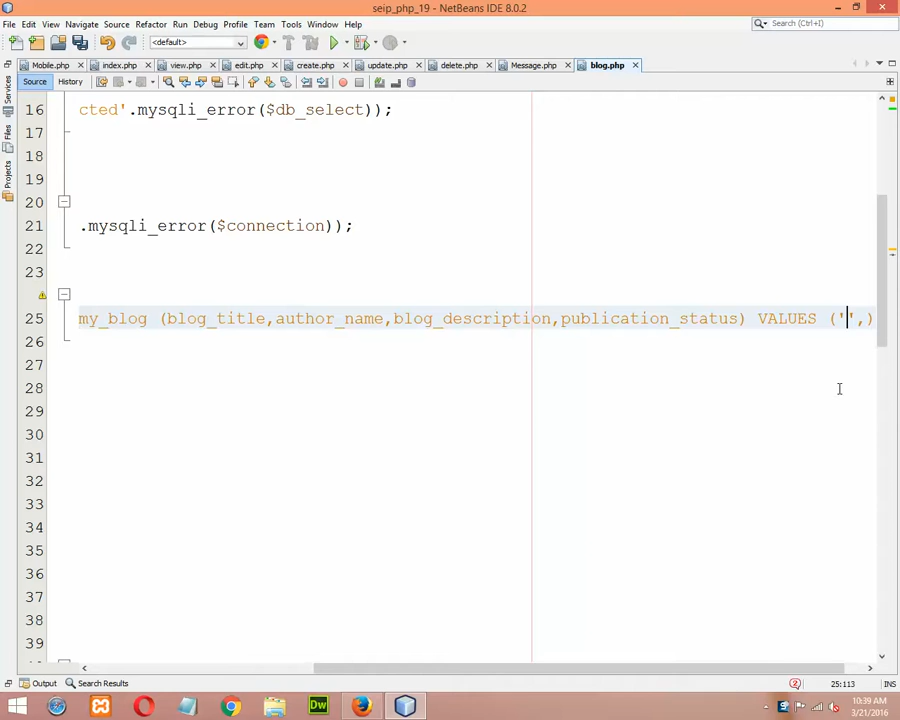 seip_php_19 - NetBeans IDE 8.0.2
File Edit View Navigate Source Refactor Run Debug Profile Team Tools Window Help
<default>
Search (Ctrl+I)
Mobile.php index.php view.php edit.php create.php update.php delete.php Message.php blog.php
Source History
Services
Files
Projects
16 cted'.mysqli_error($db_select));
17
18
19
20
21 .mysqli_error($connection));
22
23
25 my_blog (blog_title,author_name,blog_description,publication_status) VALUES ('',)
26
27
28
29
30
31
32
33
34
35
36
37
38
39
Output Search Results
2 25:113 INS
10:39 AM
3/21/2016